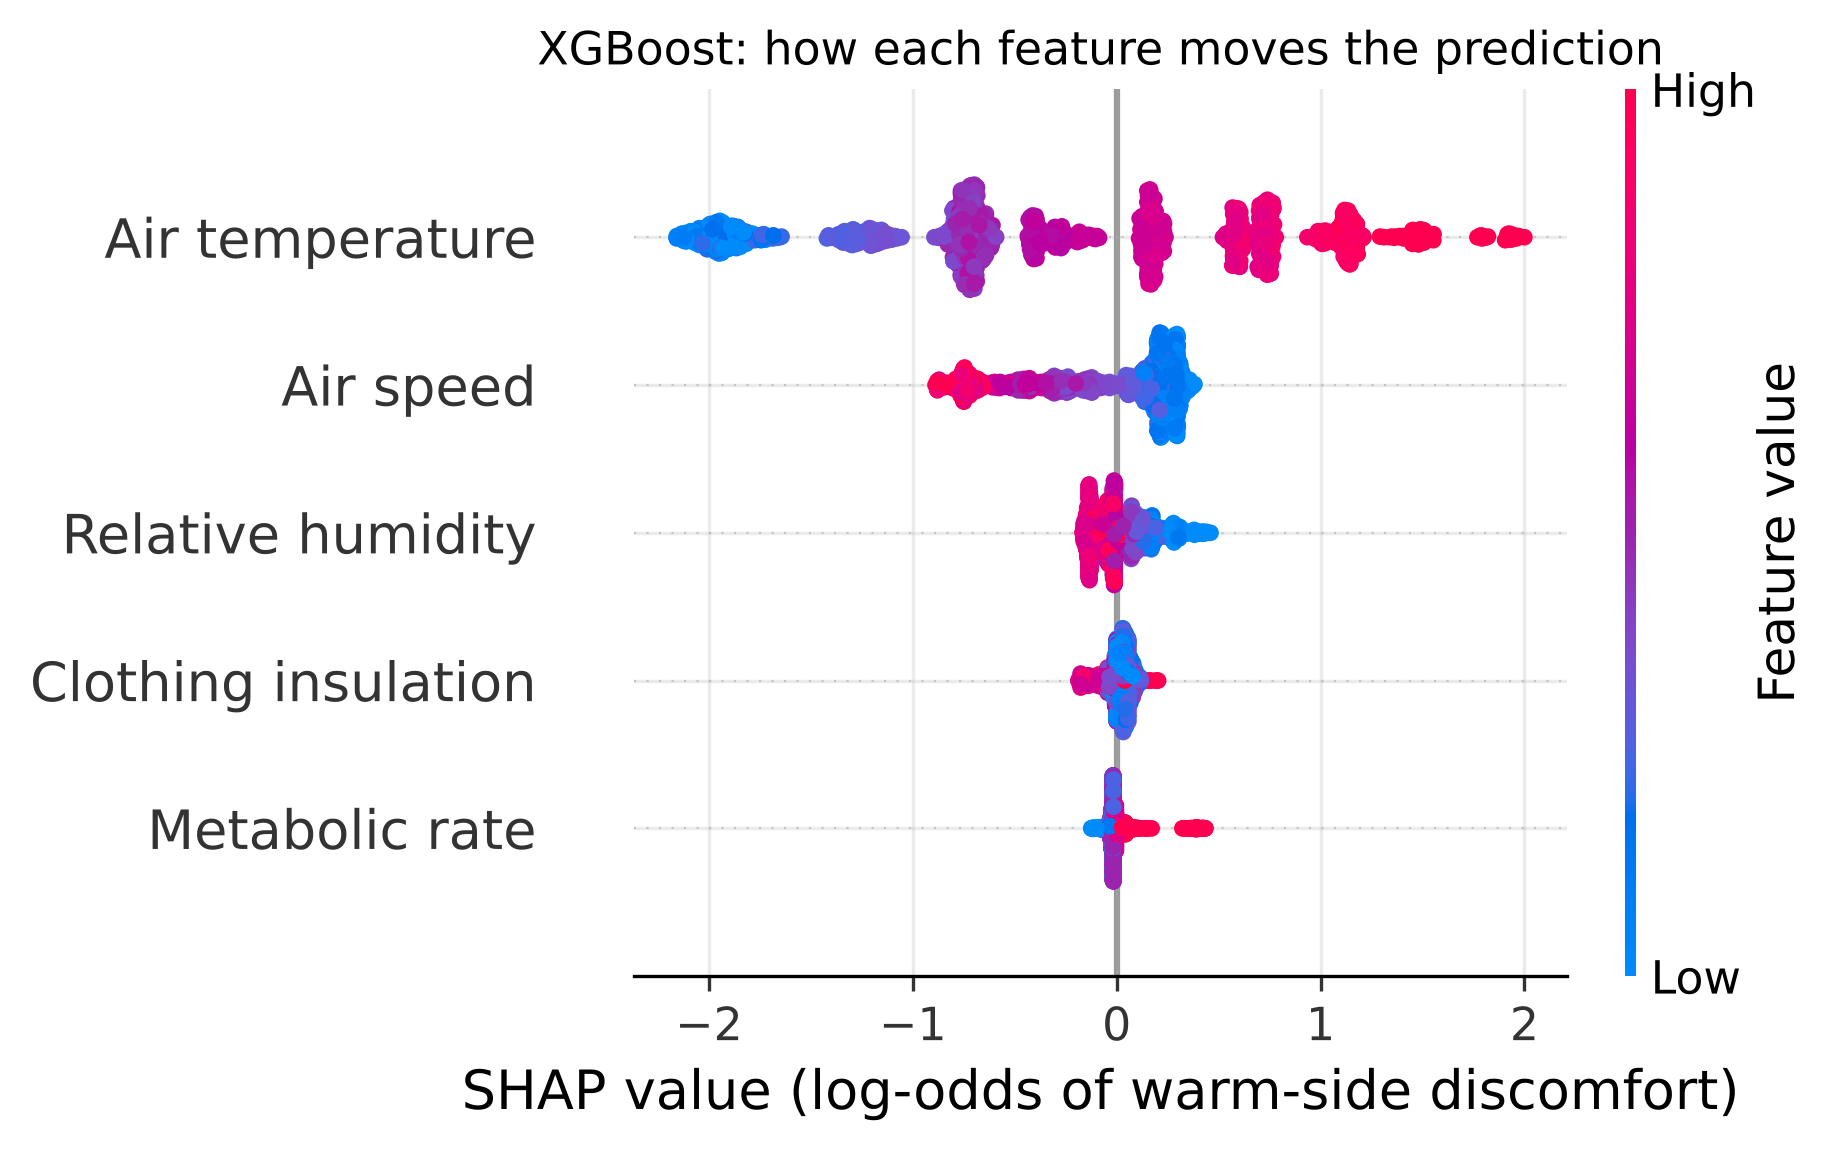 XGBoost: how each feature moves the prediction
High
Air temperature
Air speed
Relative humidity
Clothing insulation
Metabolic rate
Feature value
Low
−2 −1 0 1 2
SHAP value (log-odds of warm-side discomfort)